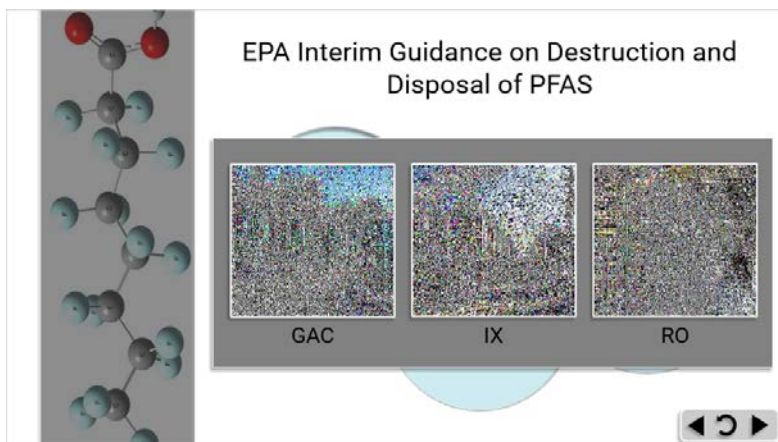 EPA Interim Guidance on Destruction and
Disposal of PFAS
GAC
IX
RO